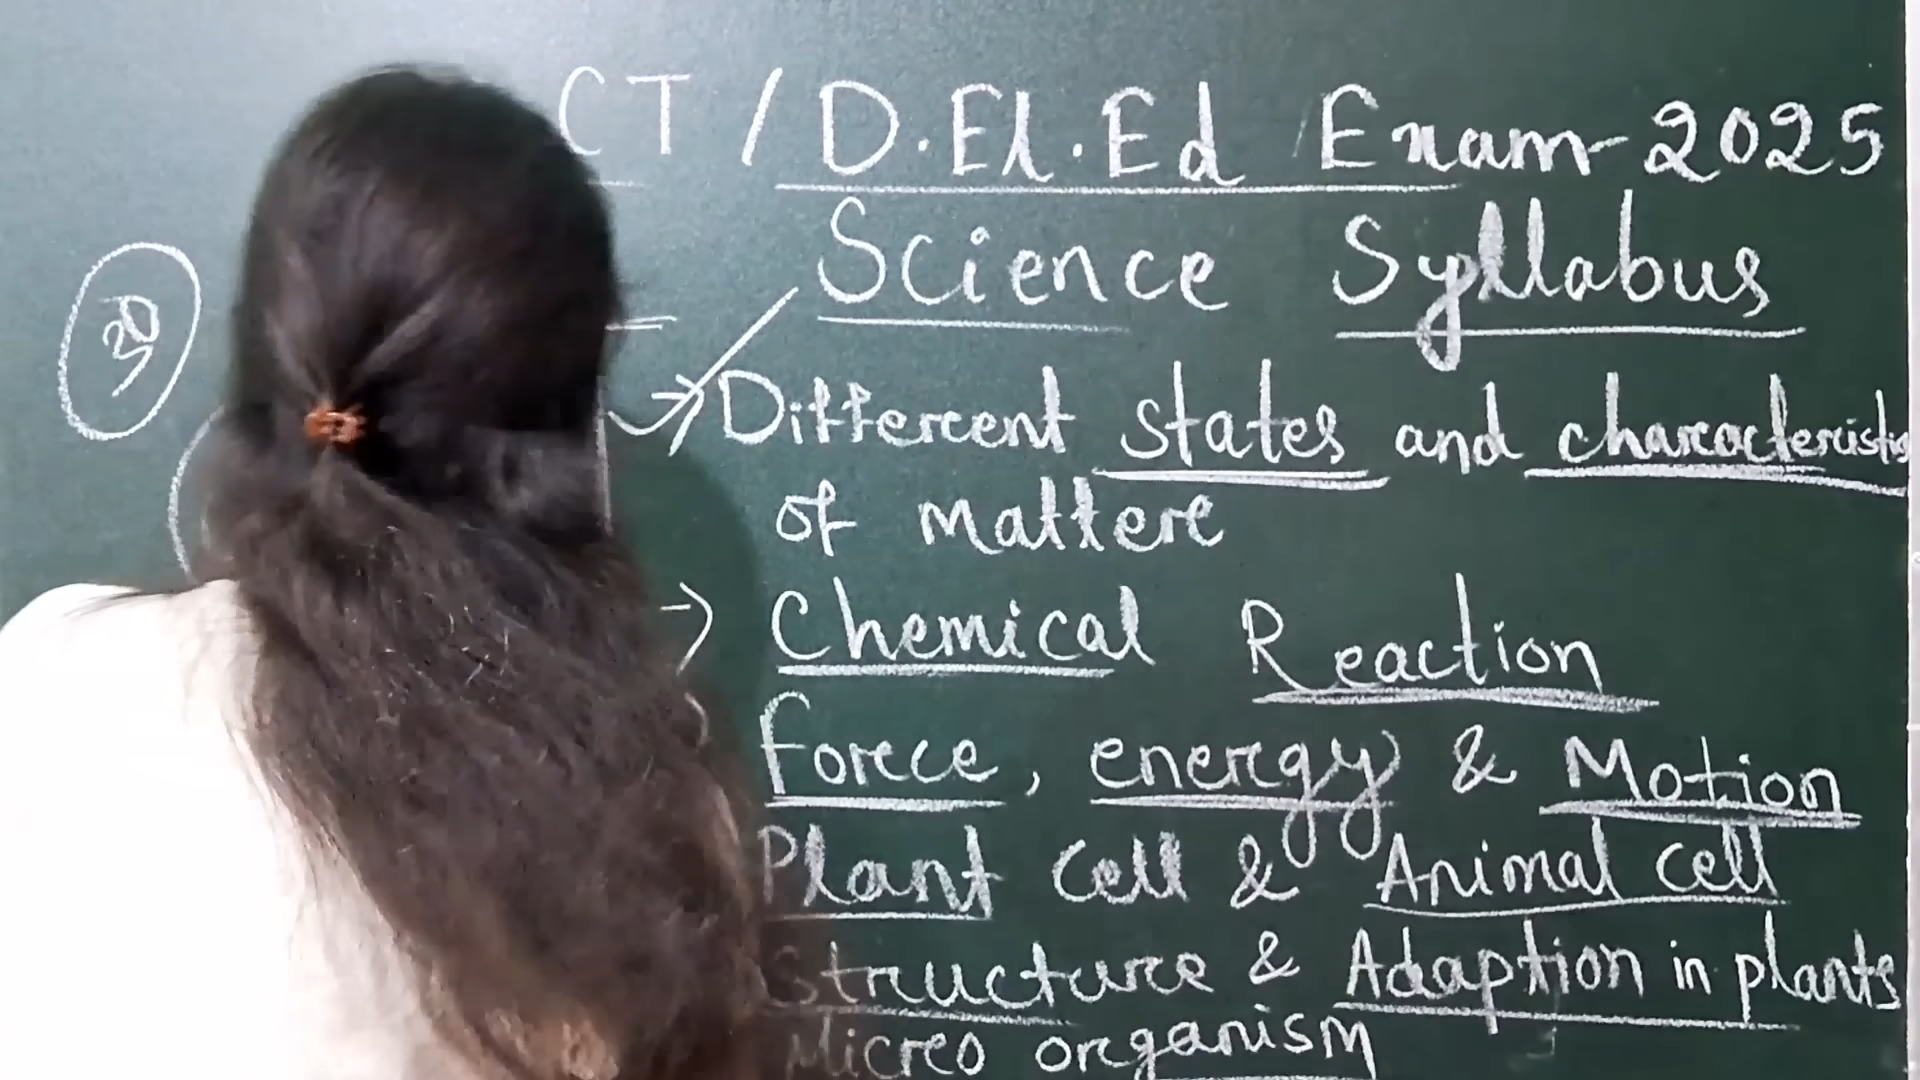 CT / D.El.Ed Exam-2025
Science Syllabus
→ Different states and characteristics
of matter
→ Chemical Reaction
force, energy & Motion
Plant Cell & Animal cell
Structure & Adaption in plants
Micro organism